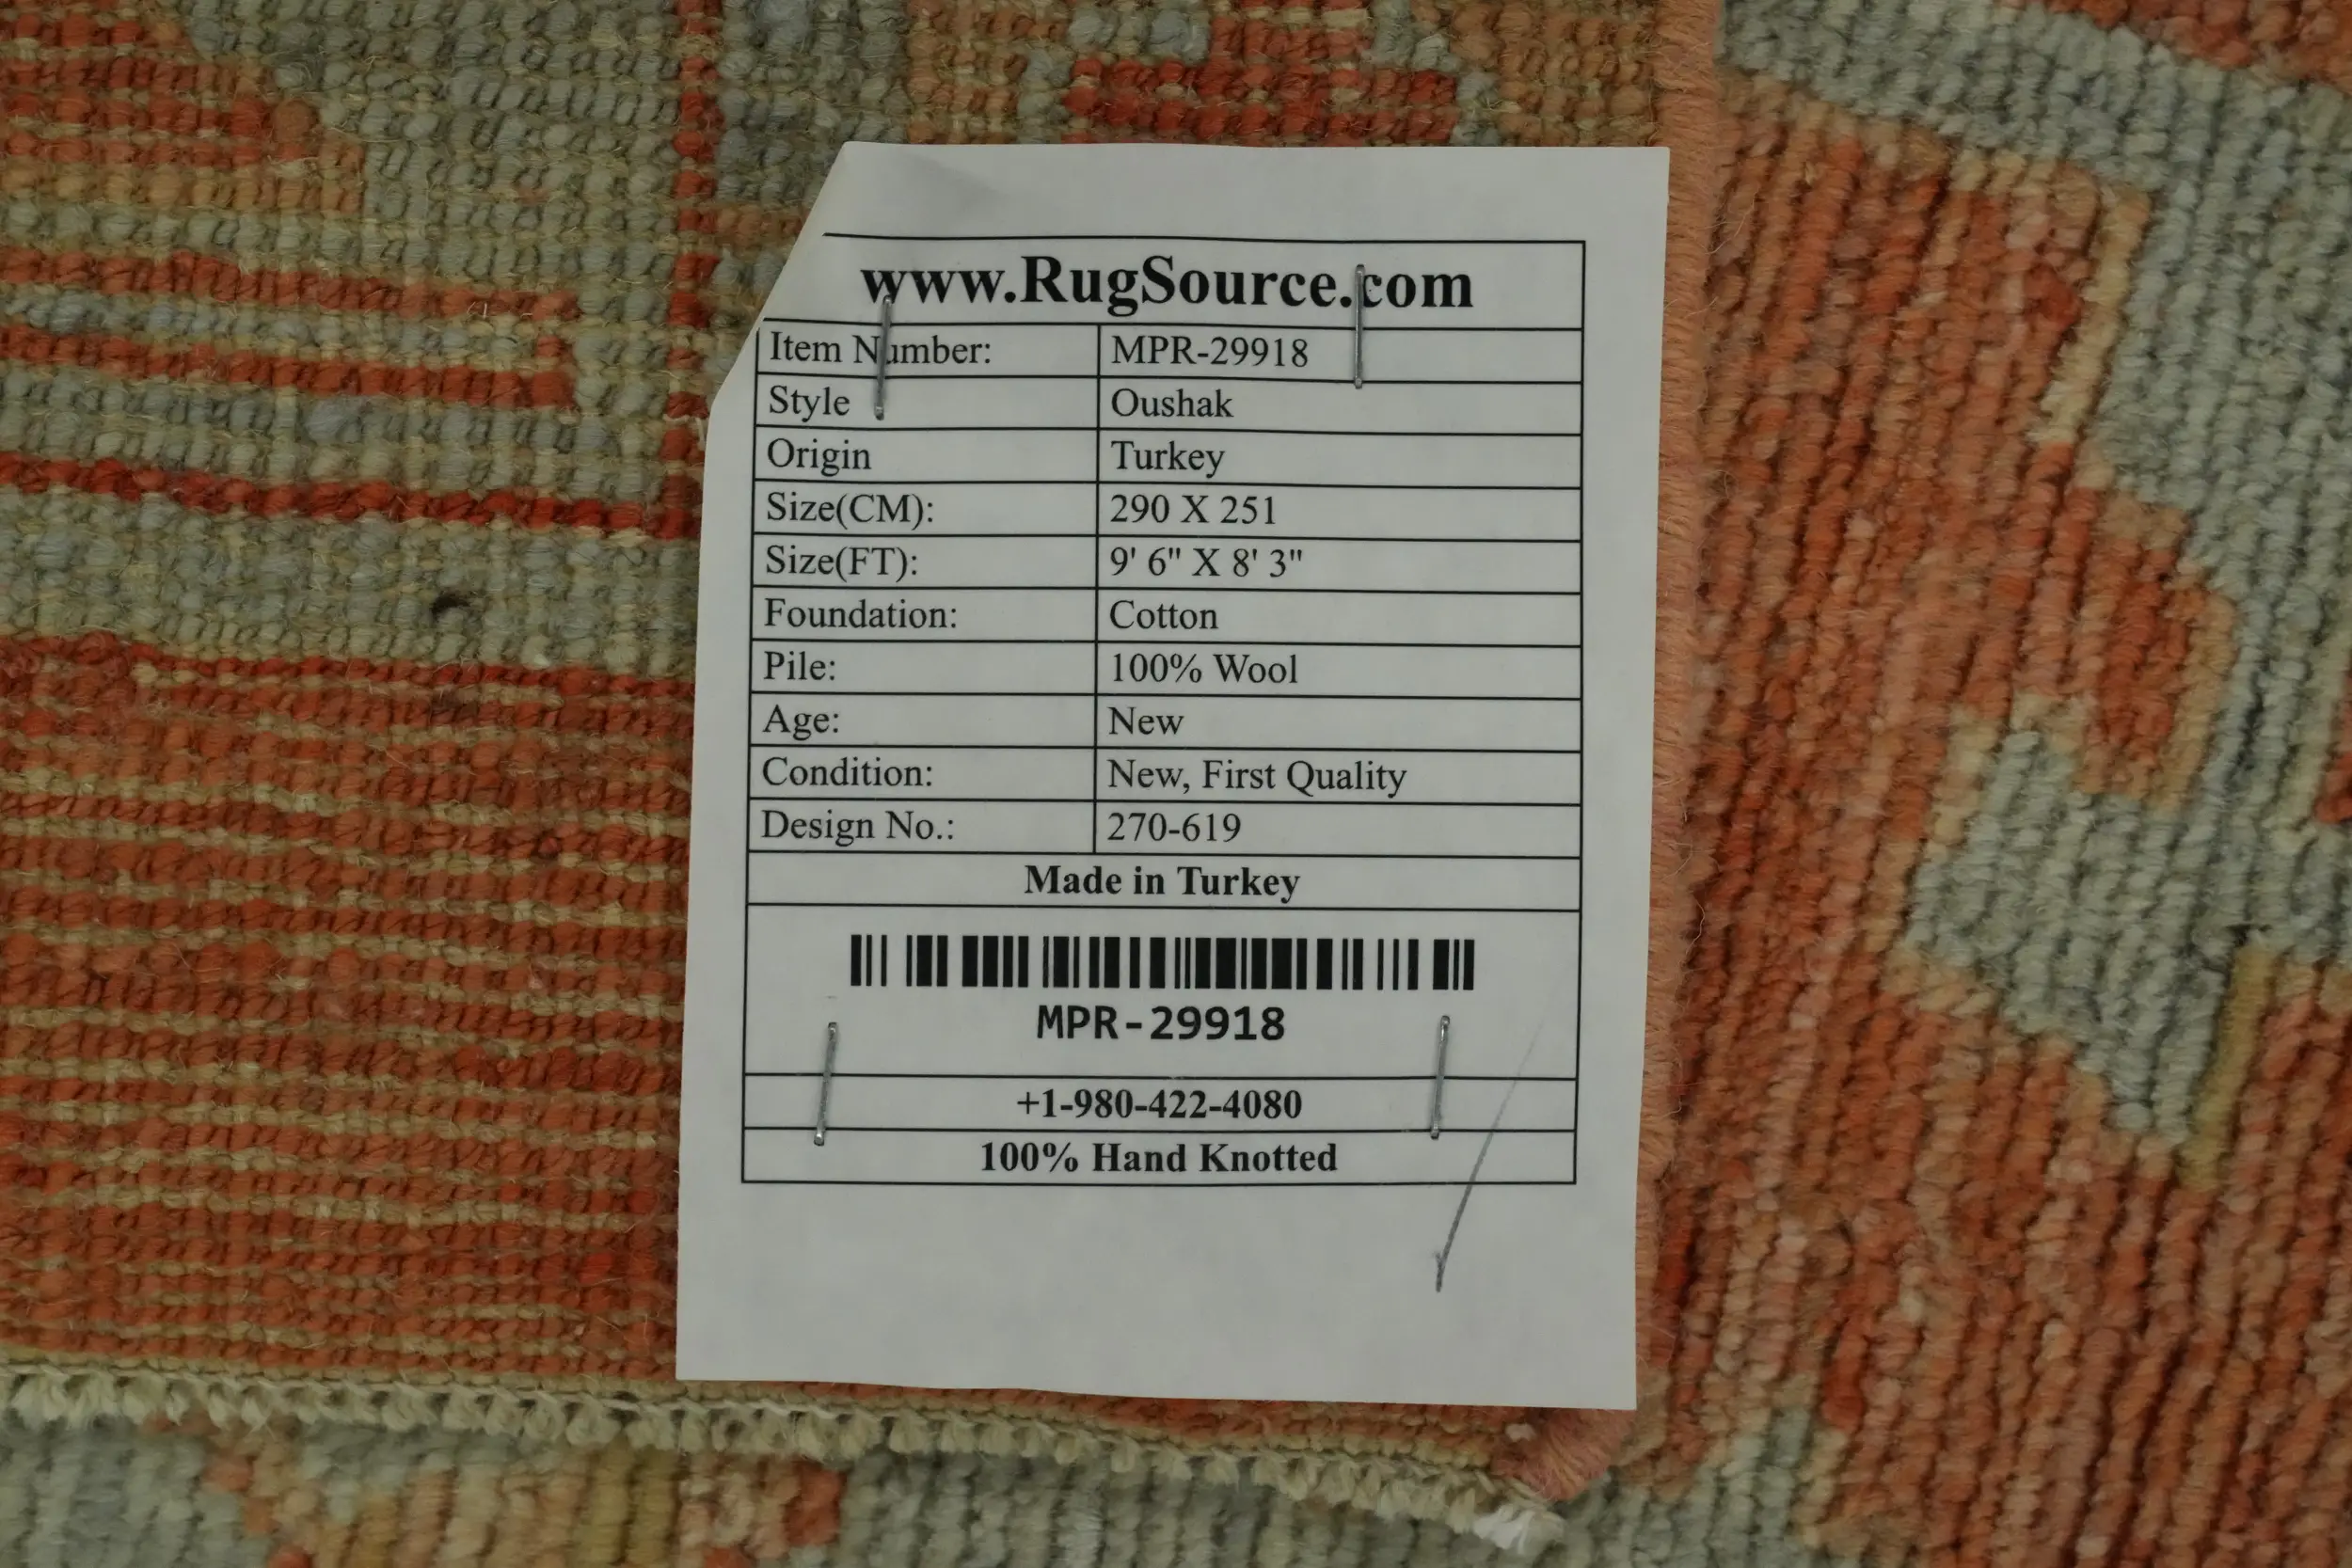 www.RugSource.com
Item Number: MPR-29918
Style Oushak
Origin Turkey
Size(CM): 290 X 251
Size(FT): 9' 6" X 8' 3"
Foundation: Cotton
Pile: 100% Wool
Age: New
Condition: New, First Quality
Design No.: 270-619
Made in Turkey
MPR-29918
+1-980-422-4080
100% Hand Knotted